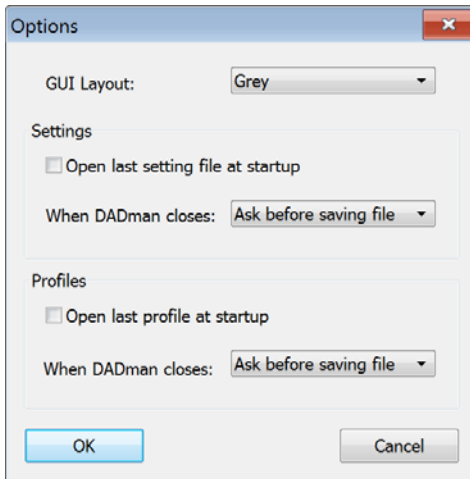 Options
GUI Layout: Grey
Settings
Open last setting file at startup
When DADman closes: Ask before saving file
Profiles
Open last profile at startup
When DADman closes: Ask before saving file
OK Cancel